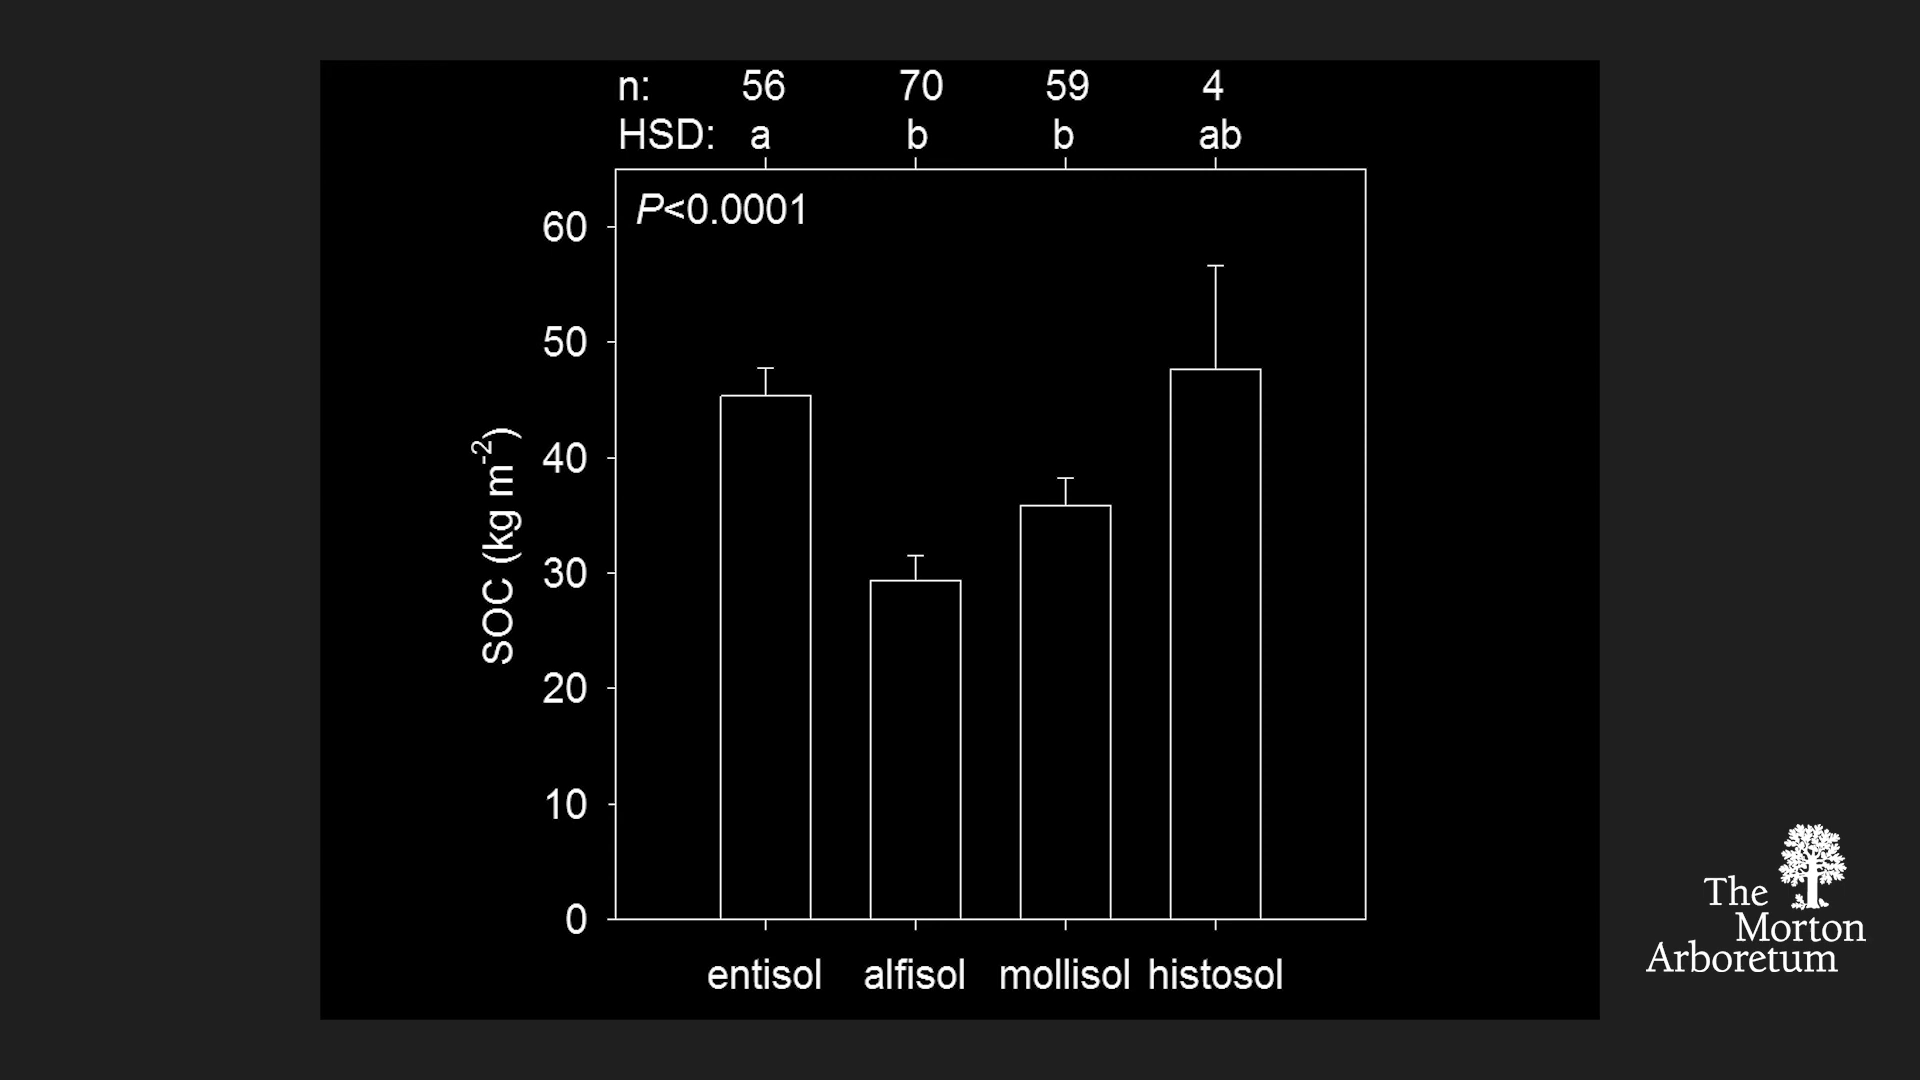 n: 56 70 59 4
HSD: a b b ab
P<0.0001
60
50
40
30
20
10
0
SOC (kg m-2)
entisol alfisol mollisol histosol
The
Morton
Arboretum